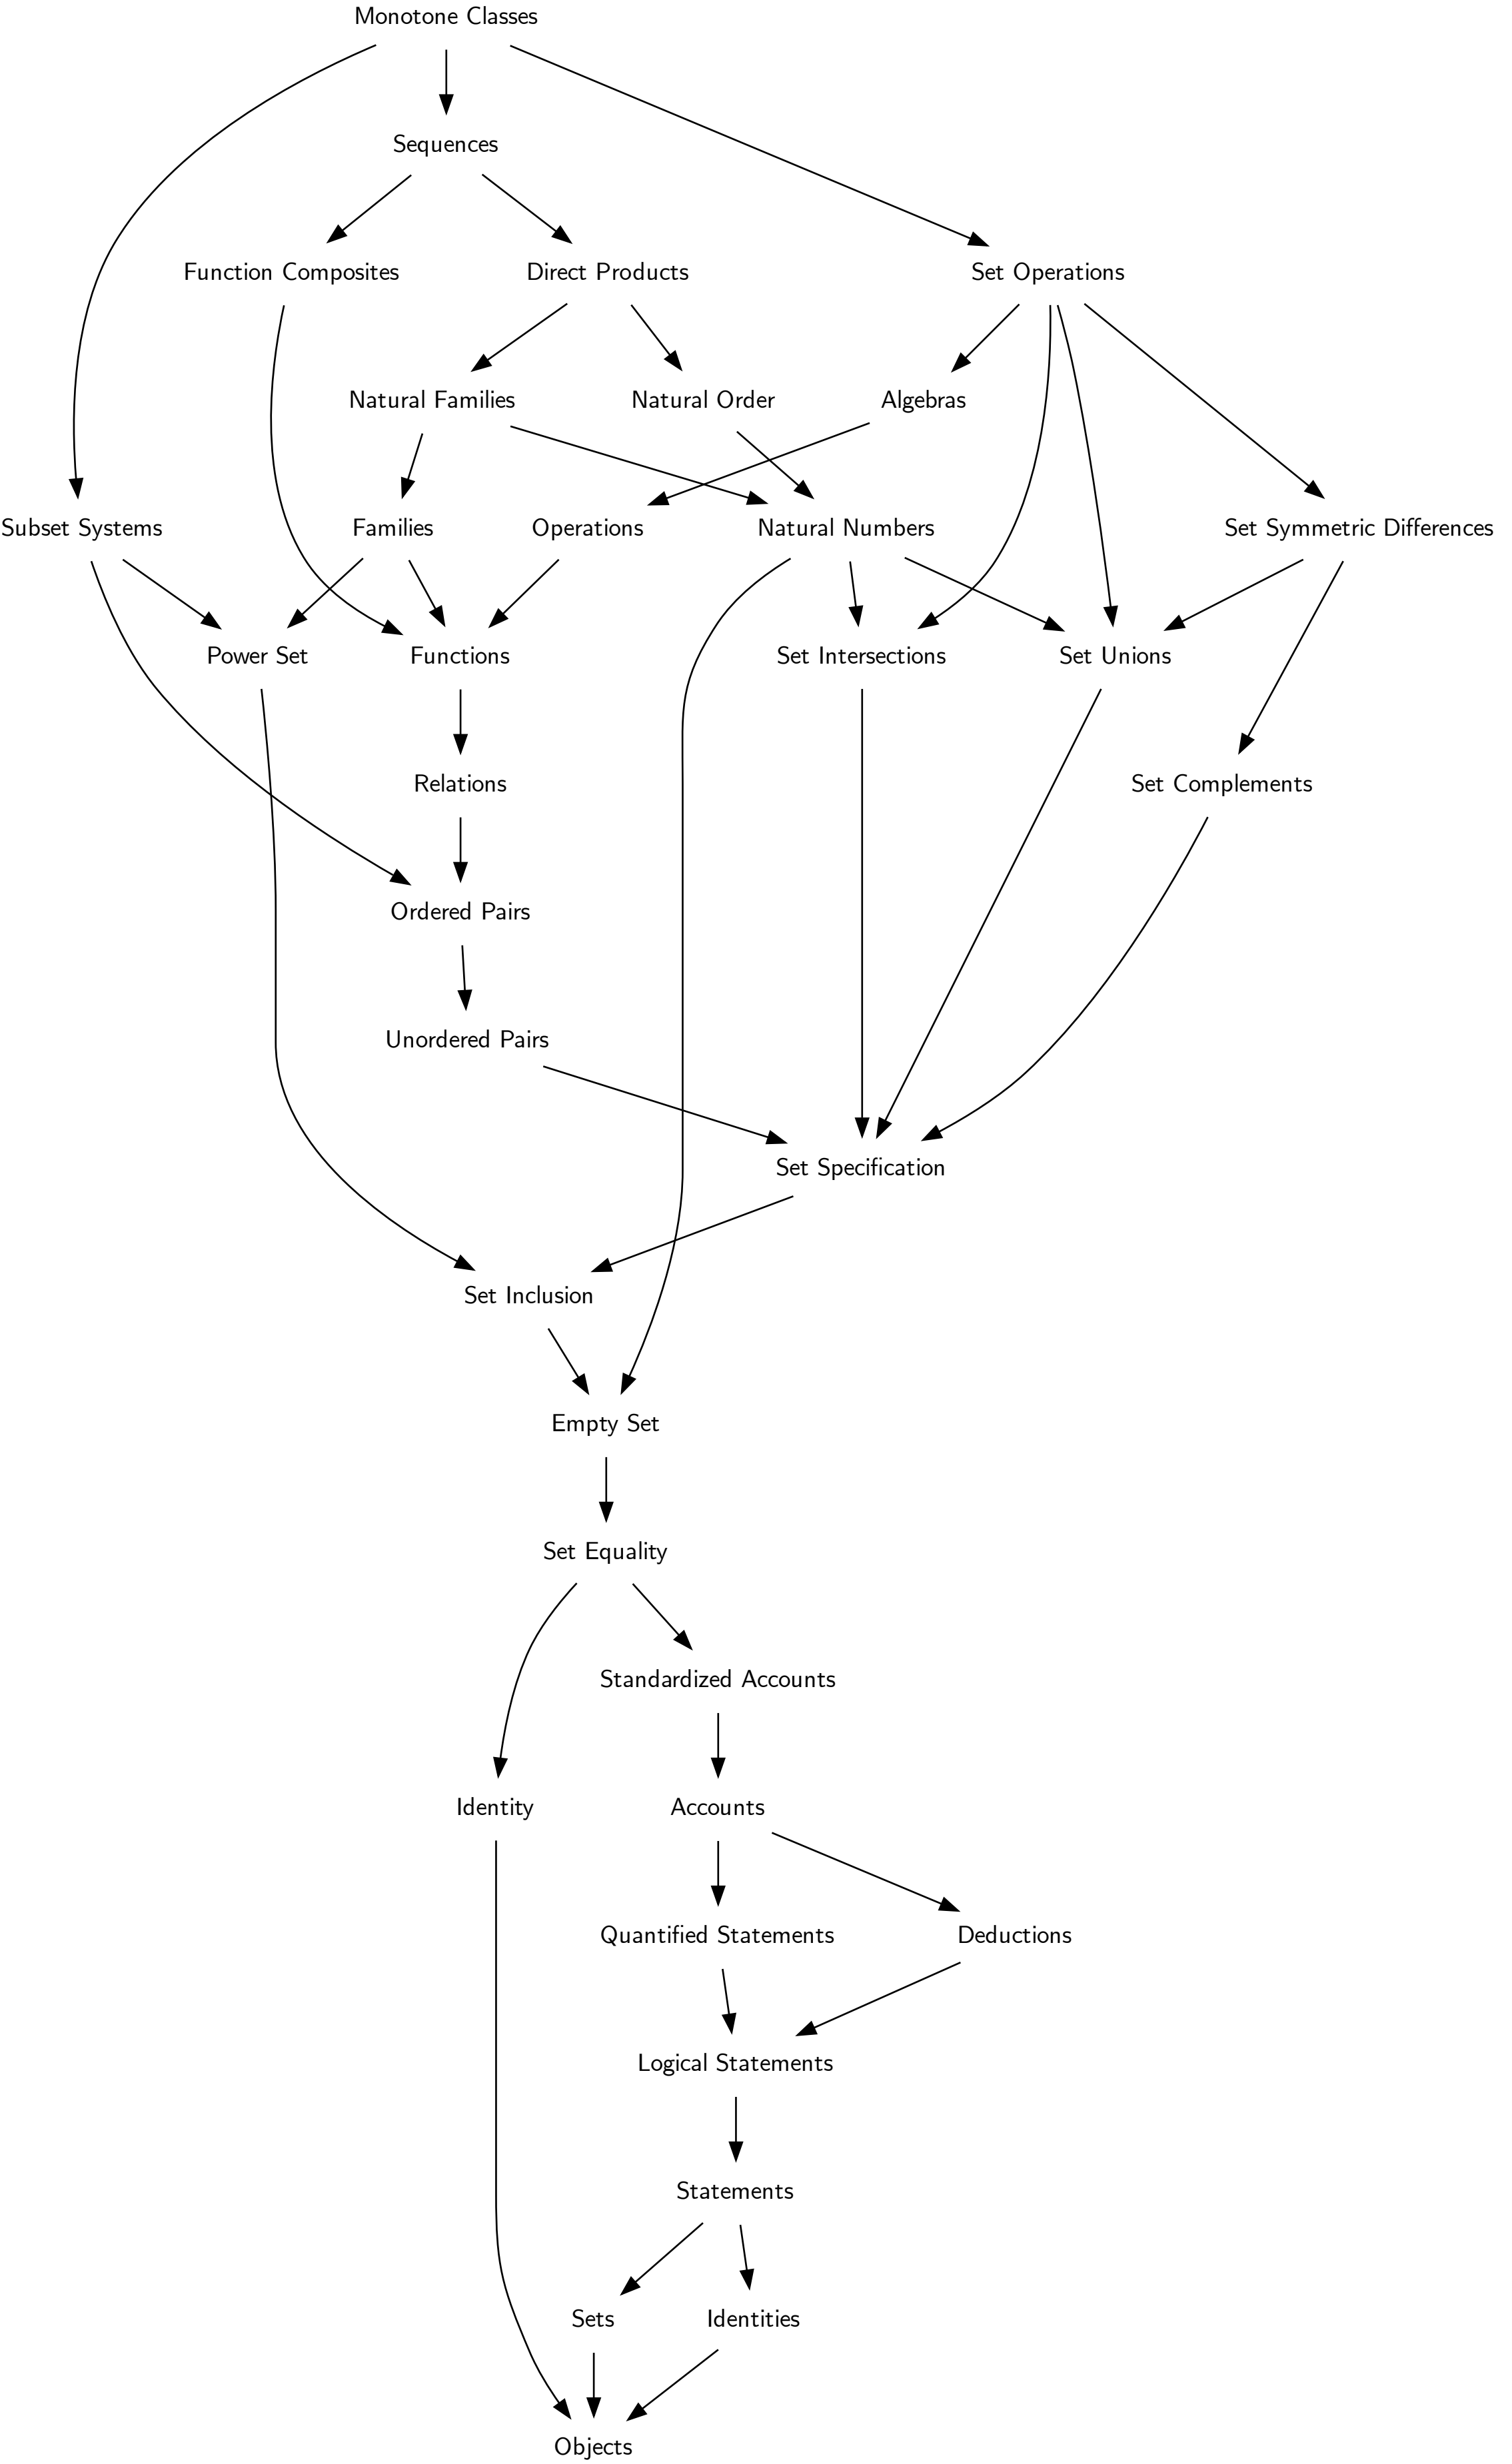 Monotone Classes
Sequences
Function Composites
Direct Products
Set Operations
Natural Families
Natural Order
Algebras
Subset Systems
Families
Operations
Natural Numbers
Set Symmetric Differences
Power Set
Functions
Set Intersections
Set Unions
Relations
Set Complements
Ordered Pairs
Unordered Pairs
Set Specification
Set Inclusion
Empty Set
Set Equality
Standardized Accounts
Identity
Accounts
Quantified Statements
Deductions
Logical Statements
Statements
Sets
Identities
Objects